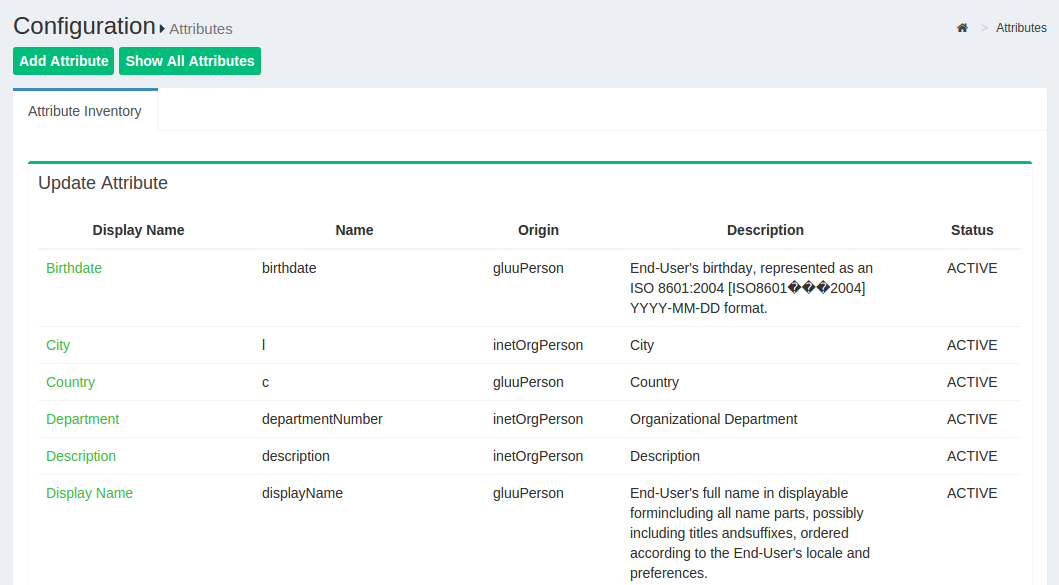 Configuration Attributes
> Attributes
Add Attribute Show All Attributes
Attribute Inventory
Update Attribute
Display Name Name Origin Description Status
Birthdate birthdate gluuPerson End-User's birthday, represented as an ACTIVE
ISO 8601:2004 [ISO8601���2004]
YYYY-MM-DD format.
City l inetOrgPerson City ACTIVE
Country c gluuPerson Country ACTIVE
Department departmentNumber inetOrgPerson Organizational Department ACTIVE
Description description inetOrgPerson Description ACTIVE
Display Name displayName gluuPerson End-User's full name in displayable ACTIVE
formincluding all name parts, possibly
including titles andsuffixes, ordered
according to the End-User's locale and
preferences.